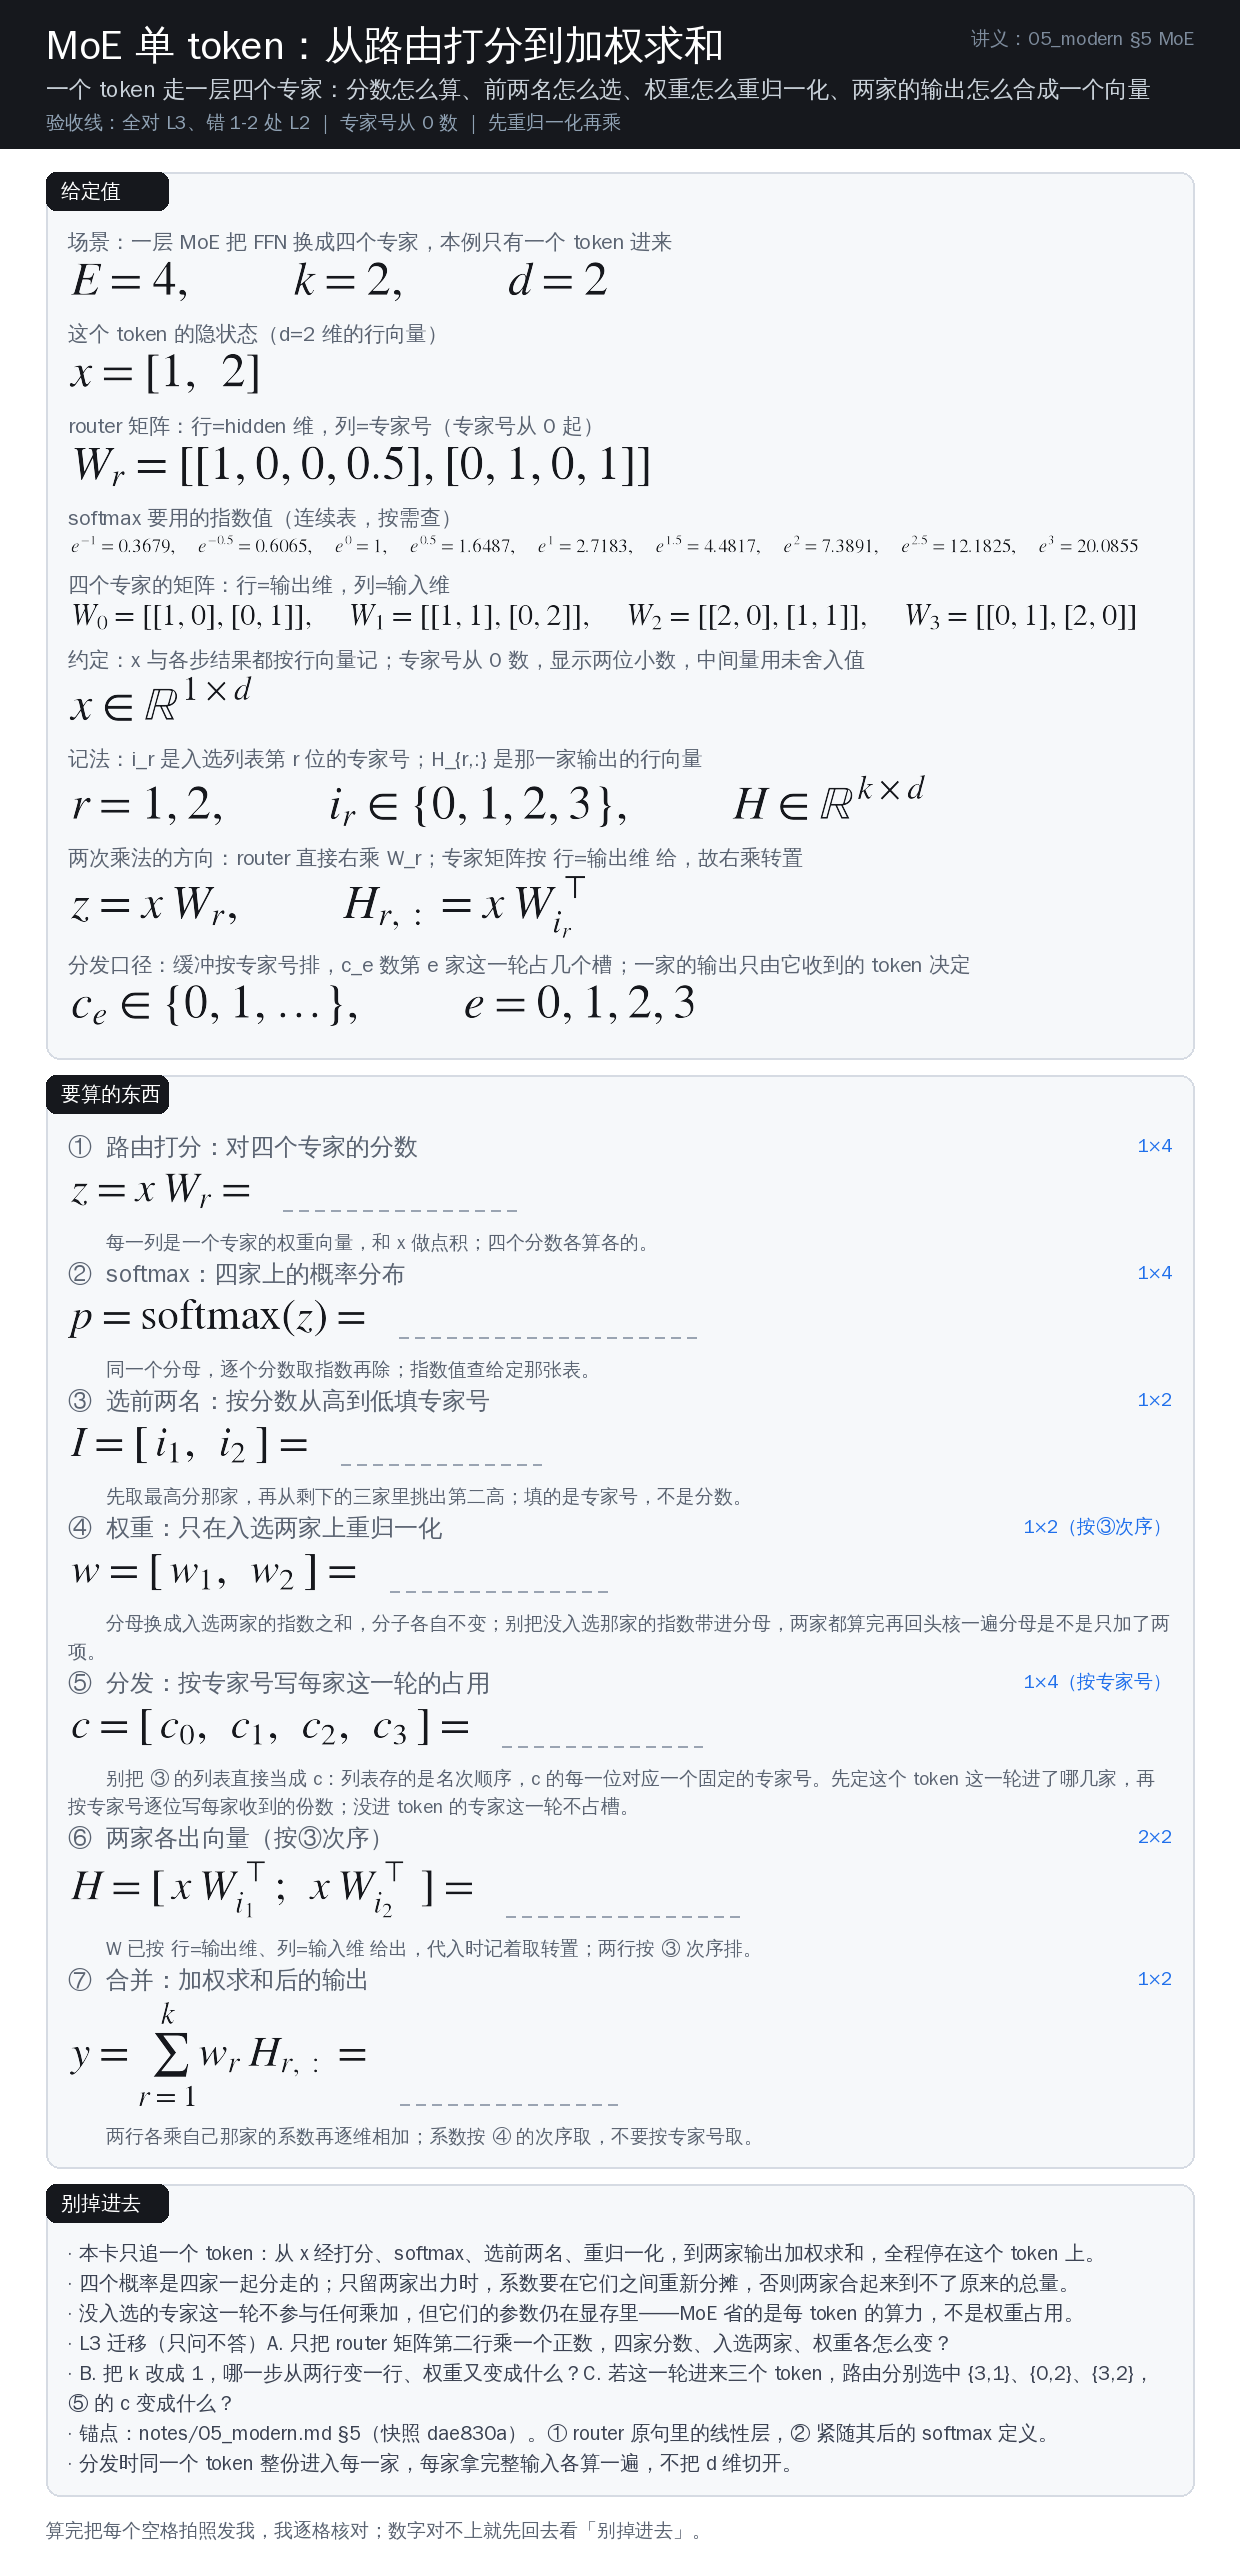 MoE 单 token：从路由打分到加权求和
讲义：05_modern §5 MoE
一个 token 走一层四个专家：分数怎么算、前两名怎么选、权重怎么重归一化、两家的输出怎么合成一个向量
验收线：全对 L3、错 1-2 处 L2 ｜ 专家号从 0 数 ｜ 先重归一化再乘
给定值
场景：一层 MoE 把 FFN 换成四个专家，本例只有一个 token 进来
E = 4, k = 2, d = 2
这个 token 的隐状态（d=2 维的行向量）
x = [1, 2]
router 矩阵：行=hidden 维，列=专家号（专家号从 0 起）
W_r = [[1, 0, 0, 0.5], [0, 1, 0, 1]]
softmax 要用的指数值（连续表，按需查）
e^{-1} = 0.3679, e^{-0.5} = 0.6065, e^0 = 1, e^{0.5} = 1.6487, e^1 = 2.7183, e^{1.5} = 4.4817, e^2 = 7.3891, e^{2.5} = 12.1825, e^3 = 20.0855
四个专家的矩阵：行=输出维，列=输入维
W_0 = [[1, 0], [0, 1]], W_1 = [[1, 1], [0, 2]], W_2 = [[2, 0], [1, 1]], W_3 = [[0, 1], [2, 0]]
约定：x 与各步结果都按行向量记；专家号从 0 数，显示两位小数，中间量用未舍入值
x ∈ ℝ^{1×d}
记法：i_r 是入选列表第 r 位的专家号；H_{r,:} 是那一家输出的行向量
r = 1, 2, i_r ∈ {0, 1, 2, 3}, H ∈ ℝ^{k×d}
两次乘法的方向：router 直接右乘 W_r；专家矩阵按 行=输出维 给，故右乘转置
z = x W_r, H_{r, :} = x W_{i_r}^⊤
分发口径：缓冲按专家号排，c_e 数第 e 家这一轮占几个槽；一家的输出只由它收到的 token 决定
c_e ∈ {0, 1, …}, e = 0, 1, 2, 3
要算的东西
① 路由打分：对四个专家的分数 1×4
z = x W_r =
每一列是一个专家的权重向量，和 x 做点积；四个分数各算各的。
② softmax：四家上的概率分布 1×4
p = softmax(z) =
同一个分母，逐个分数取指数再除；指数值查给定那张表。
③ 选前两名：按分数从高到低填专家号 1×2
I = [ i_1, i_2 ] =
先取最高分那家，再从剩下的三家里挑出第二高；填的是专家号，不是分数。
④ 权重：只在入选两家上重归一化 1×2（按③次序）
w = [ w_1, w_2 ] =
分母换成入选两家的指数之和，分子各自不变；别把没入选那家的指数带进分母，两家都算完再回头核一遍分母是不是只加了两
项。
⑤ 分发：按专家号写每家这一轮的占用 1×4（按专家号）
c = [ c_0, c_1, c_2, c_3 ] =
别把 ③ 的列表直接当成 c：列表存的是名次顺序，c 的每一位对应一个固定的专家号。先定这个 token 这一轮进了哪几家，再
按专家号逐位写每家收到的份数；没进 token 的专家这一轮不占槽。
⑥ 两家各出向量（按③次序） 2×2
H = [ x W_{i_1}^⊤ ; x W_{i_2}^⊤ ] =
W 已按 行=输出维、列=输入维 给出，代入时记着取转置；两行按 ③ 次序排。
⑦ 合并：加权求和后的输出 1×2
y = ∑_{r=1}^{k} w_r H_{r, :} =
两行各乘自己那家的系数再逐维相加；系数按 ④ 的次序取，不要按专家号取。
别掉进去
· 本卡只追一个 token：从 x 经打分、softmax、选前两名、重归一化，到两家输出加权求和，全程停在这个 token 上。
· 四个概率是四家一起分走的；只留两家出力时，系数要在它们之间重新分摊，否则两家合起来到不了原来的总量。
· 没入选的专家这一轮不参与任何乘加，但它们的参数仍在显存里——MoE 省的是每 token 的算力，不是权重占用。
· L3 迁移（只问不答）A. 只把 router 矩阵第二行乘一个正数，四家分数、入选两家、权重各怎么变？
· B. 把 k 改成 1，哪一步从两行变一行、权重又变成什么？C. 若这一轮进来三个 token，路由分别选中 {3,1}、{0,2}、{3,2}，
⑤ 的 c 变成什么？
· 锚点：notes/05_modern.md §5（快照 dae830a）。① router 原句里的线性层，② 紧随其后的 softmax 定义。
· 分发时同一个 token 整份进入每一家，每家拿完整输入各算一遍，不把 d 维切开。
算完把每个空格拍照发我，我逐格核对；数字对不上就先回去看「别掉进去」。